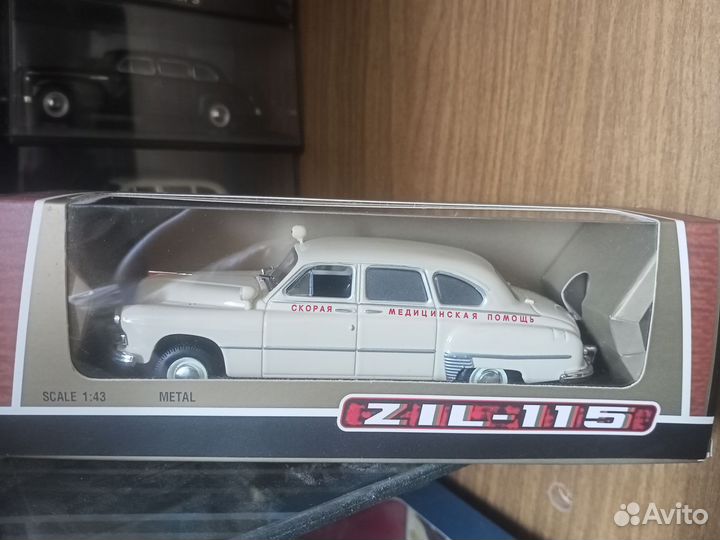 СКОРАЯ МЕДИЦИНСКАЯ ПОМОЩЬ
SCALE 1:43 METAL
ZIL-115
Avito